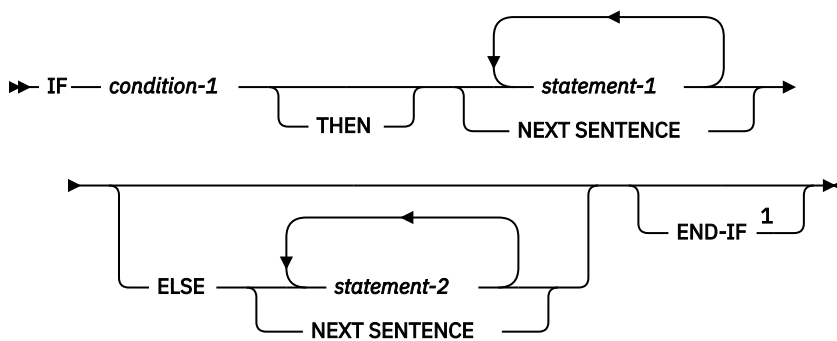 IF condition-1 statement-1
THEN NEXT SENTENCE
ELSE statement-2 END-IF 1
NEXT SENTENCE